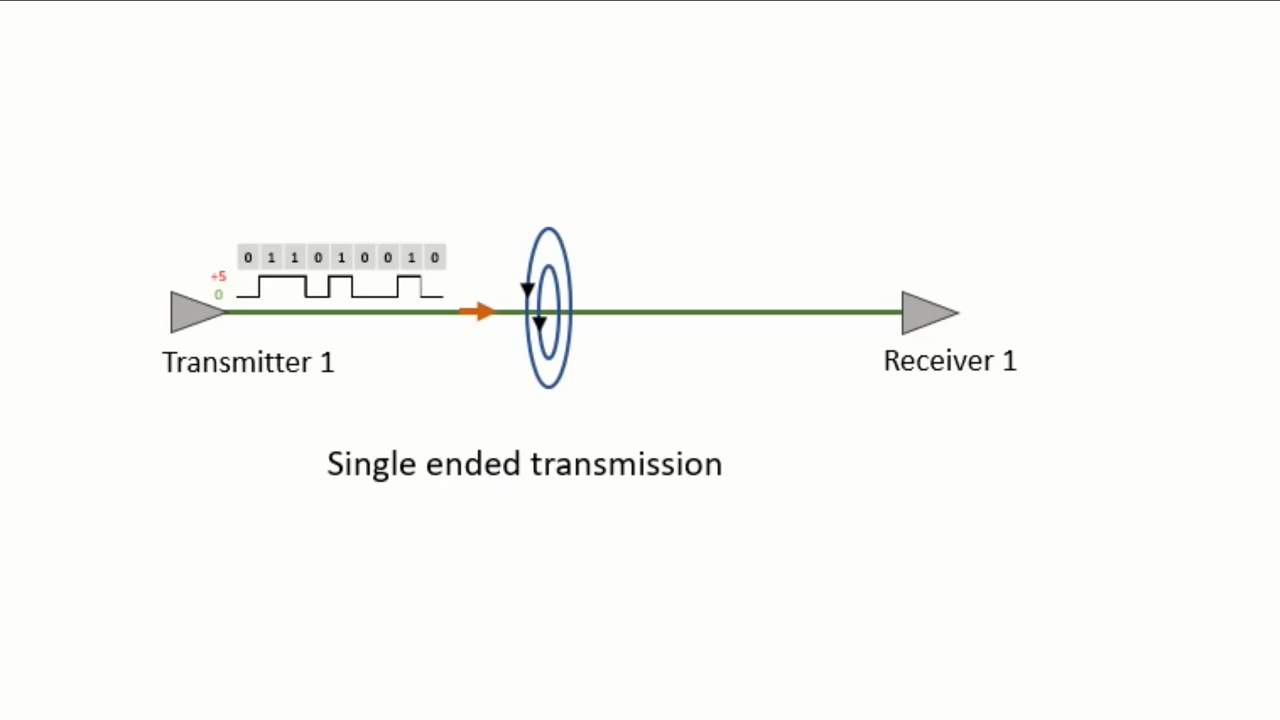 0 1 1 0 1 0 0 1 0
+5
0
Transmitter 1
Receiver 1
Single ended transmission